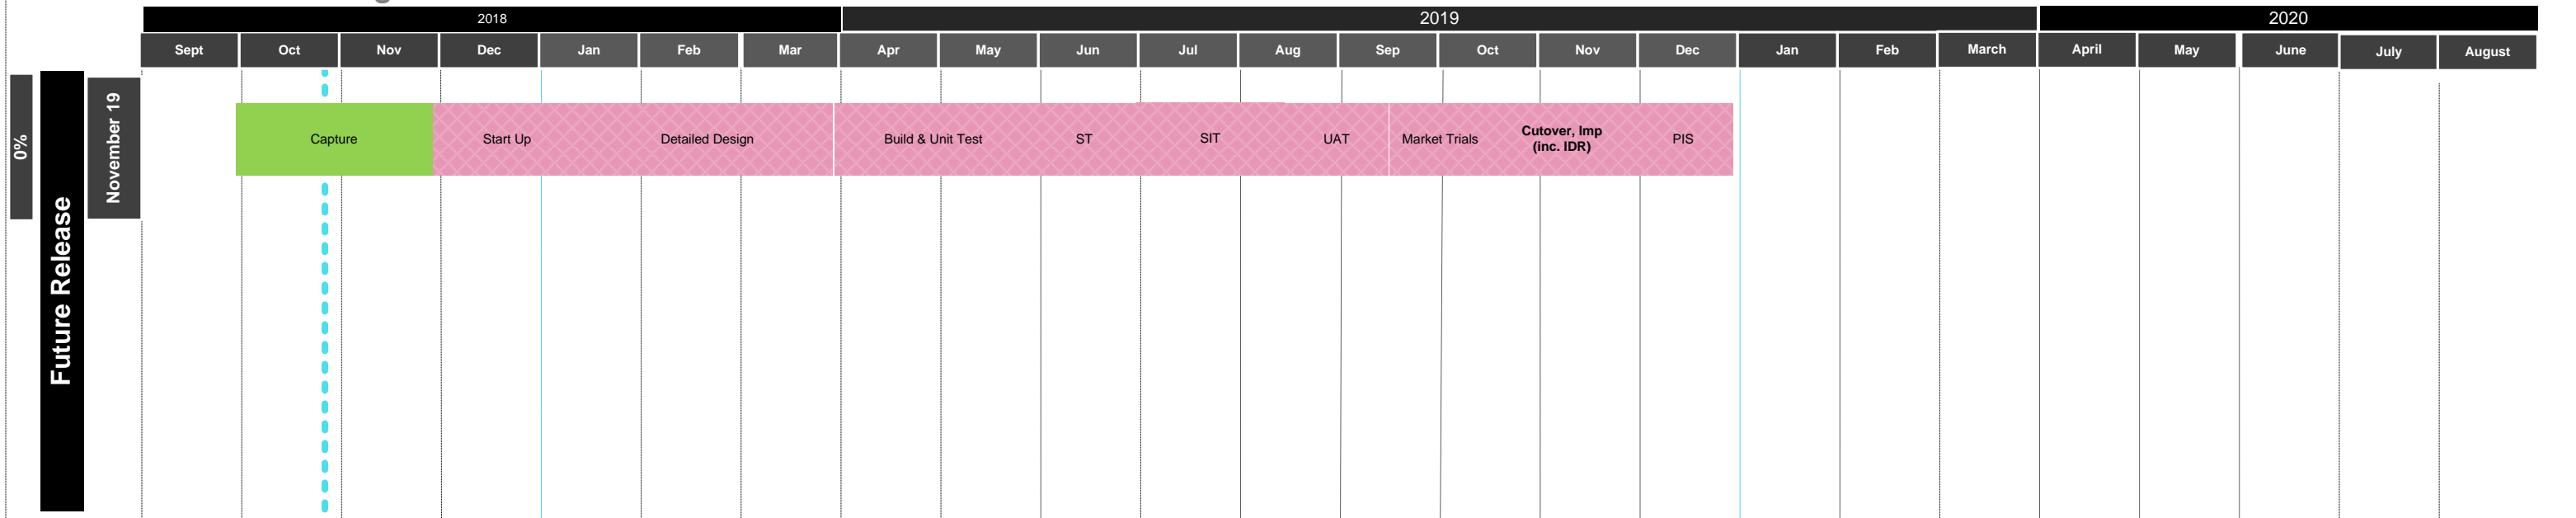 2018 2019 2020
Sept Oct Nov Dec Jan Feb Mar Apr May Jun Jul Aug Sep Oct Nov Dec Jan Feb March April May June July August
0%
Future Release
November 19
Capture Start Up Detailed Design Build & Unit Test ST SIT UAT Market Trials Cutover, Imp
(inc. IDR) PIS